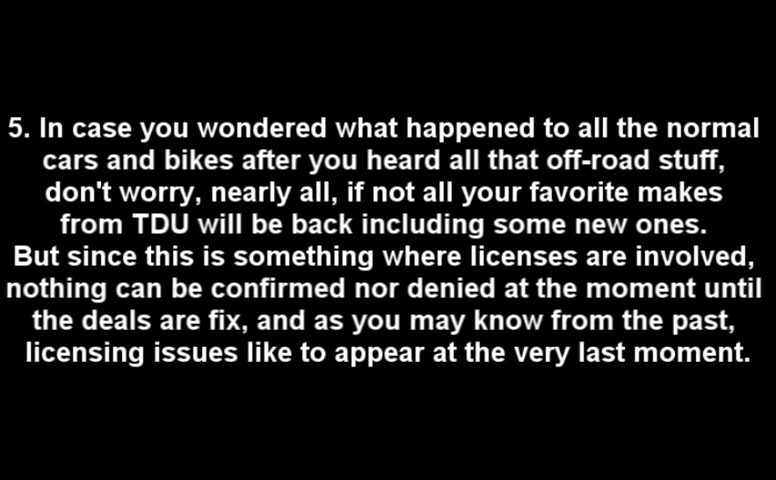 5. In case you wondered what happened to all the normal
cars and bikes after you heard all that off-road stuff,
don't worry, nearly all, if not all your favorite makes
from TDU will be back including some new ones.
But since this is something where licenses are involved,
nothing can be confirmed nor denied at the moment until
the deals are fix, and as you may know from the past,
licensing issues like to appear at the very last moment.